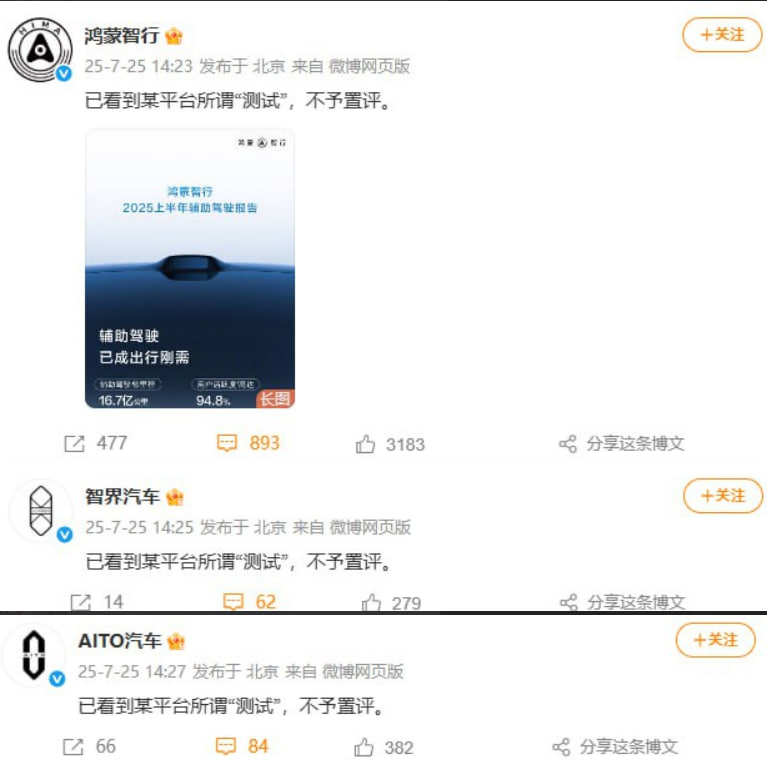 HIMA
鸿蒙智行
+关注
25-7-25 14:23 发布于 北京 来自 微博网页版
已看到某平台所谓“测试”，不予置评。
鸿蒙智行
鸿蒙智行
2025上半年辅助驾驶报告
辅助驾驶
已成出行刚需
16.7亿公里
94.8%
长图
477
893
3183
分享这条博文
智界汽车
+关注
25-7-25 14:25 发布于 北京 来自 微博网页版
已看到某平台所谓“测试”，不予置评。
14
62
279
分享这条博文
AITO汽车
+关注
25-7-25 14:27 发布于 北京 来自 微博网页版
已看到某平台所谓“测试”，不予置评。
66
84
382
分享这条博文